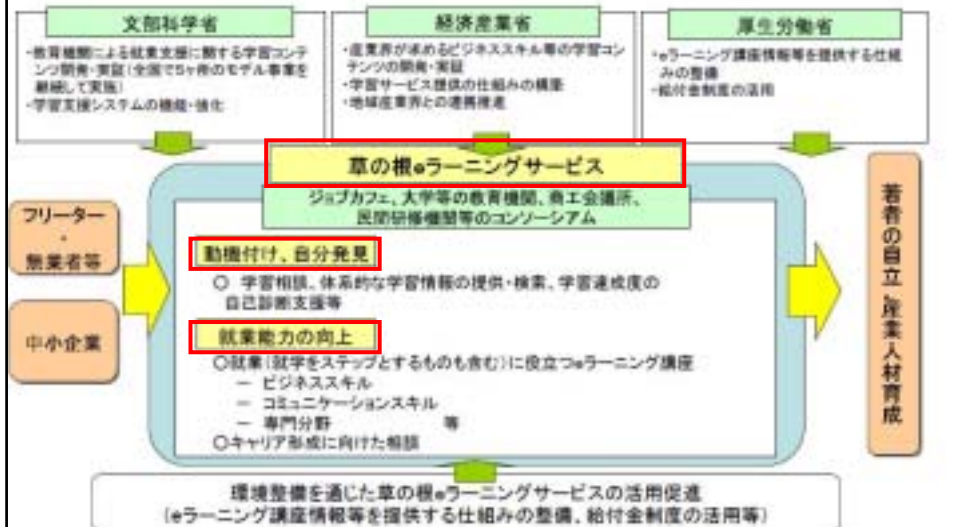 文部科学省
・教育機関による就業支援に関する学習コンテ
ンツ開発・実証(全国で5ヶ所のモデル事業を
継続して実施)
・学習支援システムの機能・強化
経済産業省
・産業界が求めるビジネススキル等の学習コン
テンツの開発・実証
・学習サービス提供の仕組みの構築
・地域産業界との連携推進
厚生労働省
・eラーニング講座情報等を提供する仕組
みの整備
・給付金制度の活用
草の根eラーニングサービス
ジョブカフェ、大学等の教育機関、商工会議所、
民間研修機関等のコンソーシアム
フリーター
・
無業者等
中小企業
動機付け、自分発見
○ 学習相談、体系的な学習情報の提供・検索、学習達成度の
自己診断支援等
就業能力の向上
○就業(就学をステップとするものも含む)に役立つeラーニング講座
－ ビジネススキル
－ コミュニケーションスキル
－ 専門分野 等
○キャリア形成に向けた相談
若者の自立、産業人材育成
環境整備を通じた草の根eラーニングサービスの活用促進
(eラーニング講座情報等を提供する仕組みの整備、給付金制度の活用等)